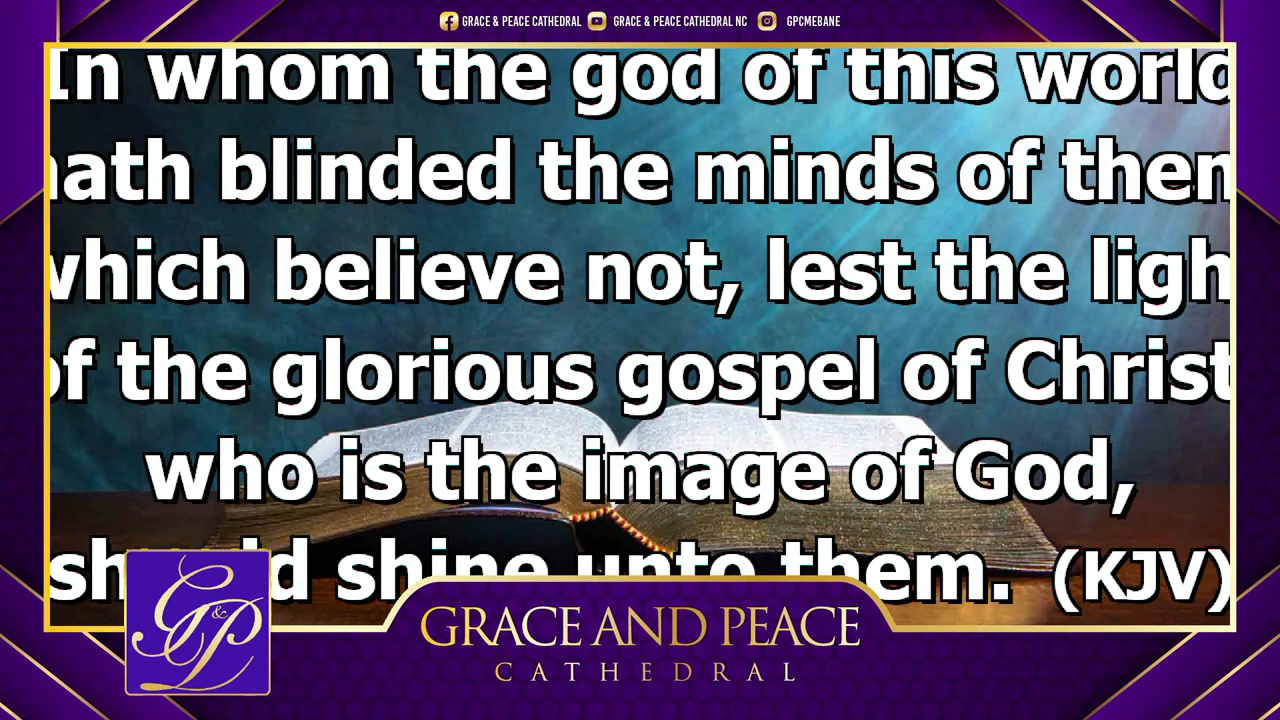 GRACE & PEACE CATHEDRAL GRACE & PEACE CATHEDRAL NC GPCMEBANE
In whom the god of this world
hath blinded the minds of them
which believe not, lest the ligh
of the glorious gospel of Christ
who is the image of God,
should shine unto them. (KJV)
G&P
GRACE AND PEACE
CATHEDRAL